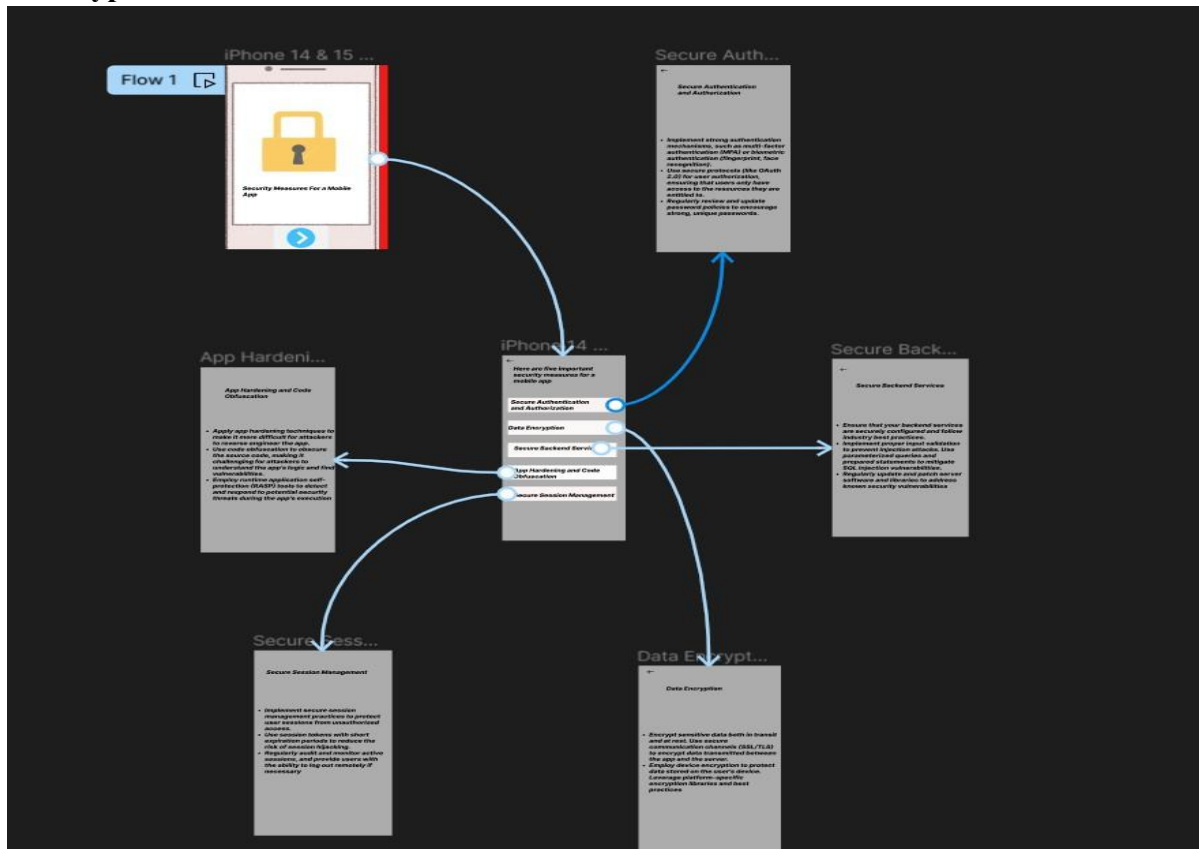 iPhone 14 & 15 ...
Secure Auth...
Flow 1
Security Measures For a Mobile
App
←
Secure Authentication
and Authorization
• Implement strong authentication
mechanisms, such as multi-factor
authentication (MFA) or biometric
authentication (fingerprint, face
recognition).
• Use secure protocols (like OAuth
2.0) for user authorization,
ensuring that users only have
access to the resources they are
entitled to.
• Regularly review and update
password policies to encourage
strong, unique passwords.
App Hardeni...
App Hardening and Code
Obfuscation
• Apply app hardening techniques to
make it more difficult for attackers
to reverse engineer the app.
• Use code obfuscation to obscure
the source code, making it
challenging for attackers to
understand the app's logic and find
vulnerabilities.
• Employ runtime application self-
protection (RASP) tools to detect
and respond to potential security
threats during the app's execution
iPhone 14 ...
←
Here are five important
security measures for a
mobile app
Secure Authentication
and Authorization
Data Encryption
Secure Backend Services
App Hardening and Code
Obfuscation
Secure Session Management
Secure Back...
←
Secure Backend Services
• Ensure that your backend services
are securely configured and follow
industry best practices.
• Implement proper input validation
to prevent injection attacks. Use
parameterized queries and
prepared statements to mitigate
SQL injection vulnerabilities.
• Regularly update and patch server
software and libraries to address
known security vulnerabilities
Secure Sess...
Secure Session Management
• Implement secure session
management practices to protect
user sessions from unauthorized
access.
• Use session tokens with short
expiration periods to reduce the
risk of session hijacking.
• Regularly audit and monitor active
sessions, and provide users with
the ability to log out remotely if
necessary
Data Encrypt...
←
Data Encryption
• Encrypt sensitive data both in transit
and at rest. Use secure
communication channels (SSL/TLS)
to encrypt data transmitted between
the app and the server.
• Employ device encryption to protect
data stored on the user's device.
Leverage platform-specific
encryption libraries and best
practices